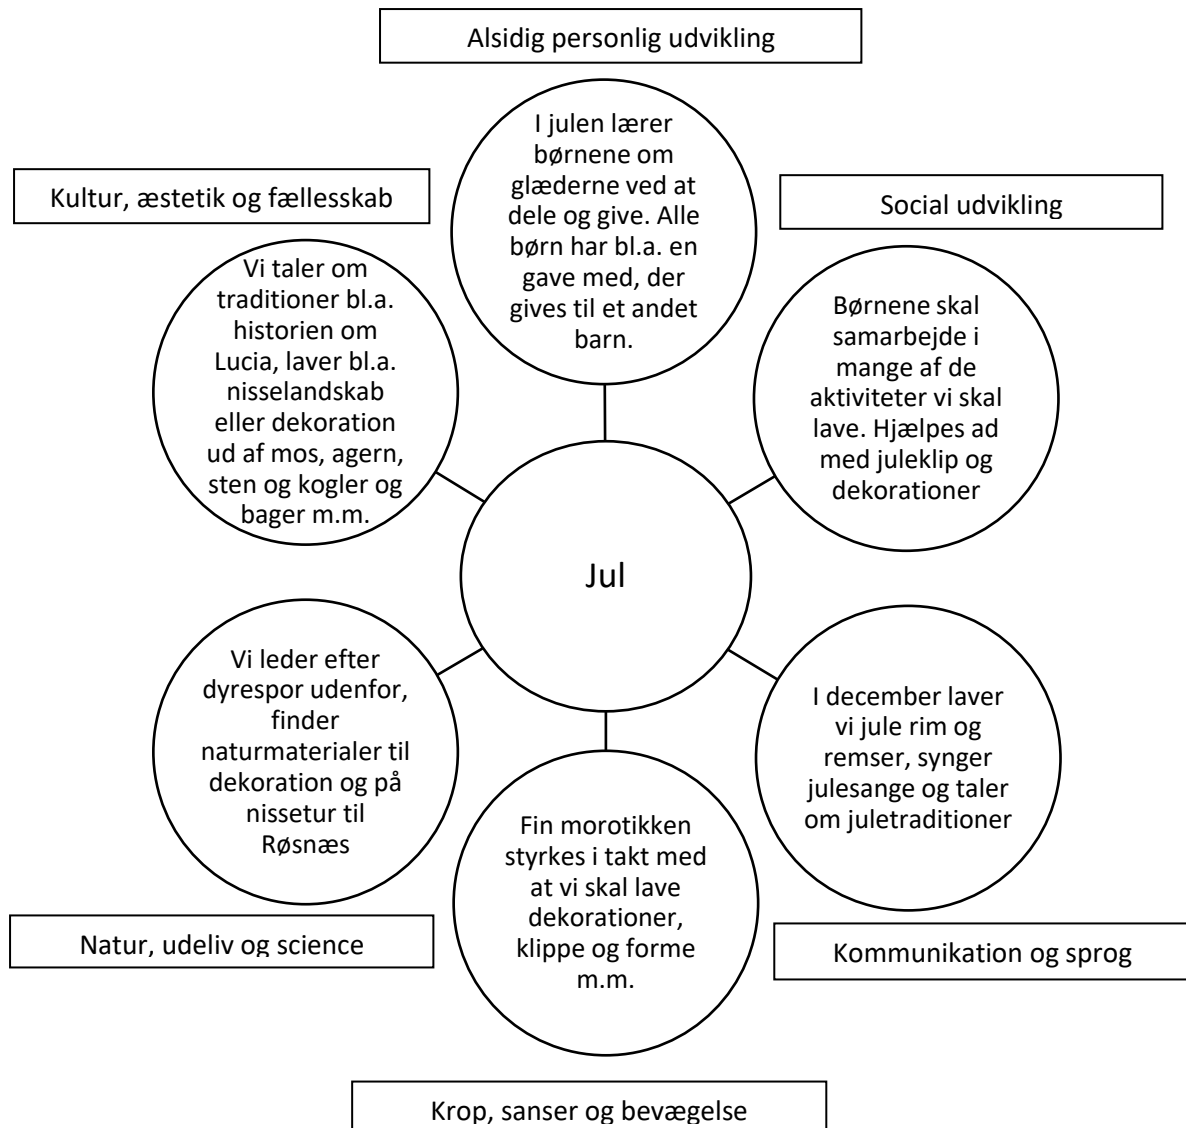 Alsidig personlig udvikling
I julen lærer
børnene om
glæderne ved at
dele og give. Alle
børn har bl.a. en
gave med, der
gives til et andet
barn.
Kultur, æstetik og fællesskab
Vi taler om
traditioner bl.a.
historien om
Lucia, laver bl.a.
nisselandskab
eller dekoration
ud af mos, agern,
sten og kogler og
bager m.m.
Social udvikling
Børnene skal
samarbejde i
mange af de
aktiviteter vi skal
lave. Hjælpes ad
med juleklip og
dekorationer
Jul
Vi leder efter
dyrespor udenfor,
finder
naturmaterialer til
dekoration og på
nissetur til
Røsnæs
Natur, udeliv og science
I december laver
vi jule rim og
remser, synger
julesange og taler
om juletraditioner
Kommunikation og sprog
Fin morotikken
styrkes i takt med
at vi skal lave
dekorationer,
klippe og forme
m.m.
Krop, sanser og bevægelse